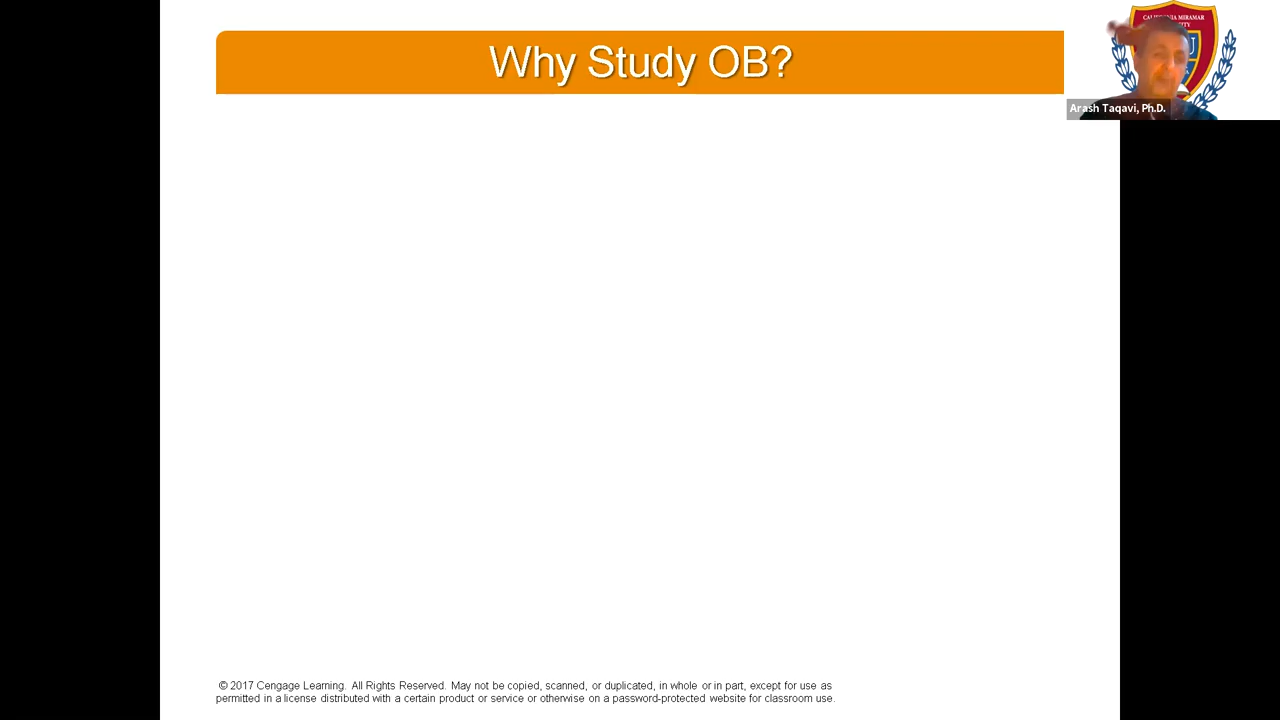 Why Study OB?
CALIFORNIA MIRAMAR
Arash Taqavi, Ph.D.
© 2017 Cengage Learning. All Rights Reserved. May not be copied, scanned, or duplicated, in whole or in part, except for use as
permitted in a license distributed with a certain product or service or otherwise on a password-protected website for classroom use.